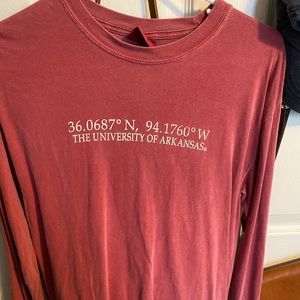 36.0687° N, 94.1760° W
THE UNIVERSITY OF ARKANSAS®